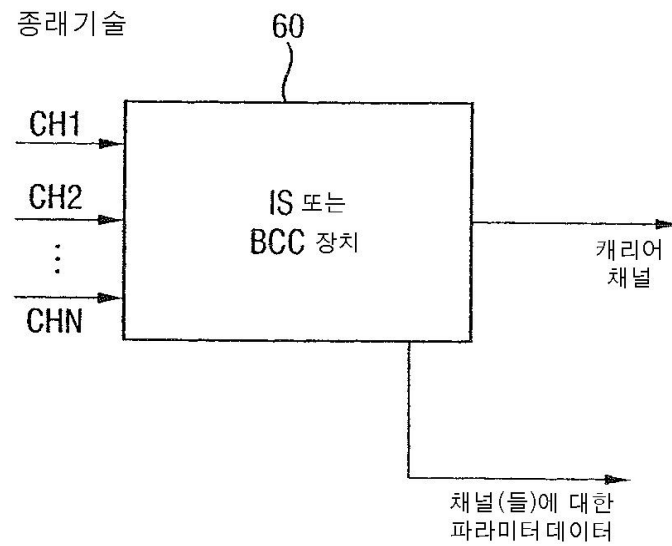 종래기술
60
CH1
CH2
⋮
CHN
IS 또는
BCC 장치
캐리어
채널
채널(들)에 대한
파라미터 데이터